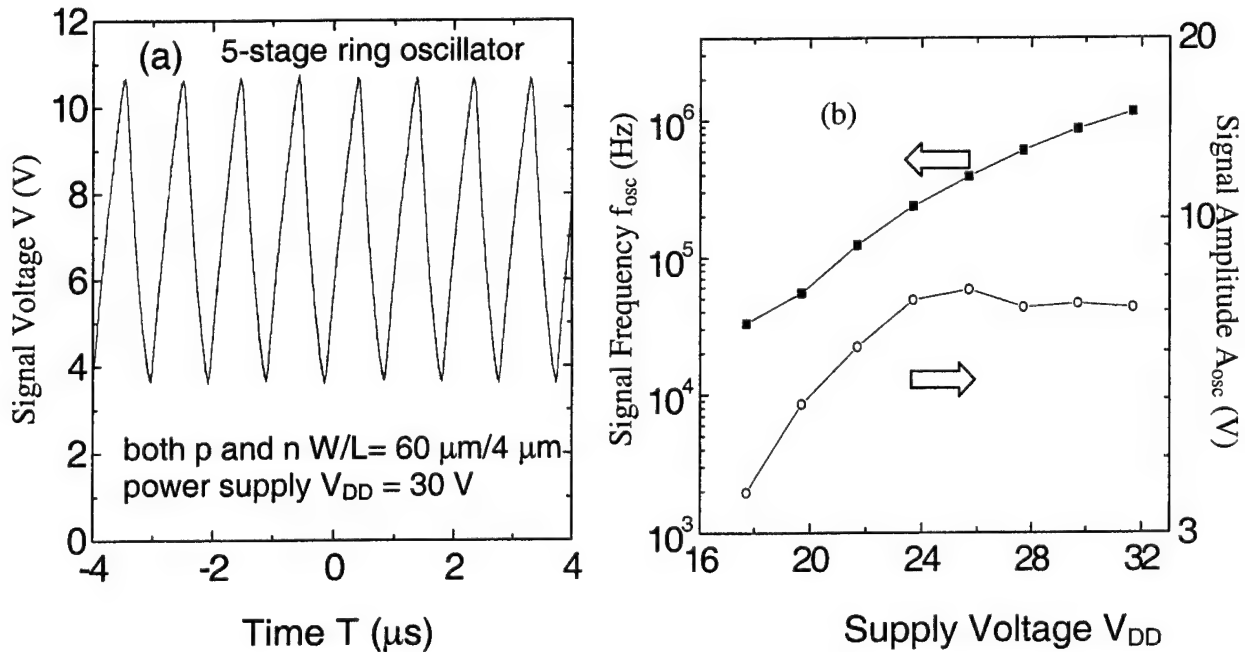 (a) 5-stage ring oscillator
Signal Voltage V (V)
12
10
8
6
4
2
0
both p and n W/L= 60 μm/4 μm
power supply V_DD = 30 V
-4 -2 0 2 4
Time T (μs)
(b)
Signal Frequency f_osc (Hz)
10^6
10^5
10^4
10^3
20
10
3
Signal Amplitude A_osc (V)
16 20 24 28 32
Supply Voltage V_DD